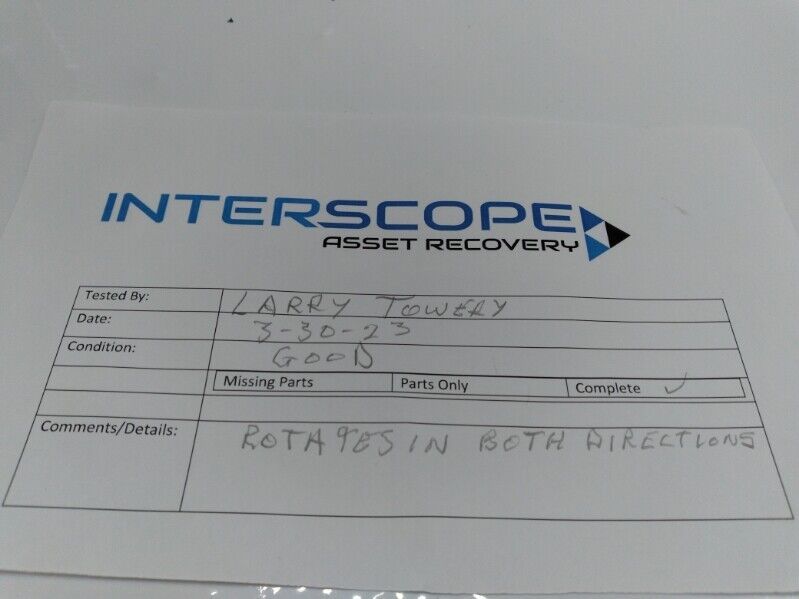 INTERSCOPE
ASSET RECOVERY
Tested By: LARRY TOWERY
Date: 3-30-23
Condition: GOOD
Missing Parts Parts Only Complete ✓
Comments/Details: ROTATES IN BOTH DIRECTIONS